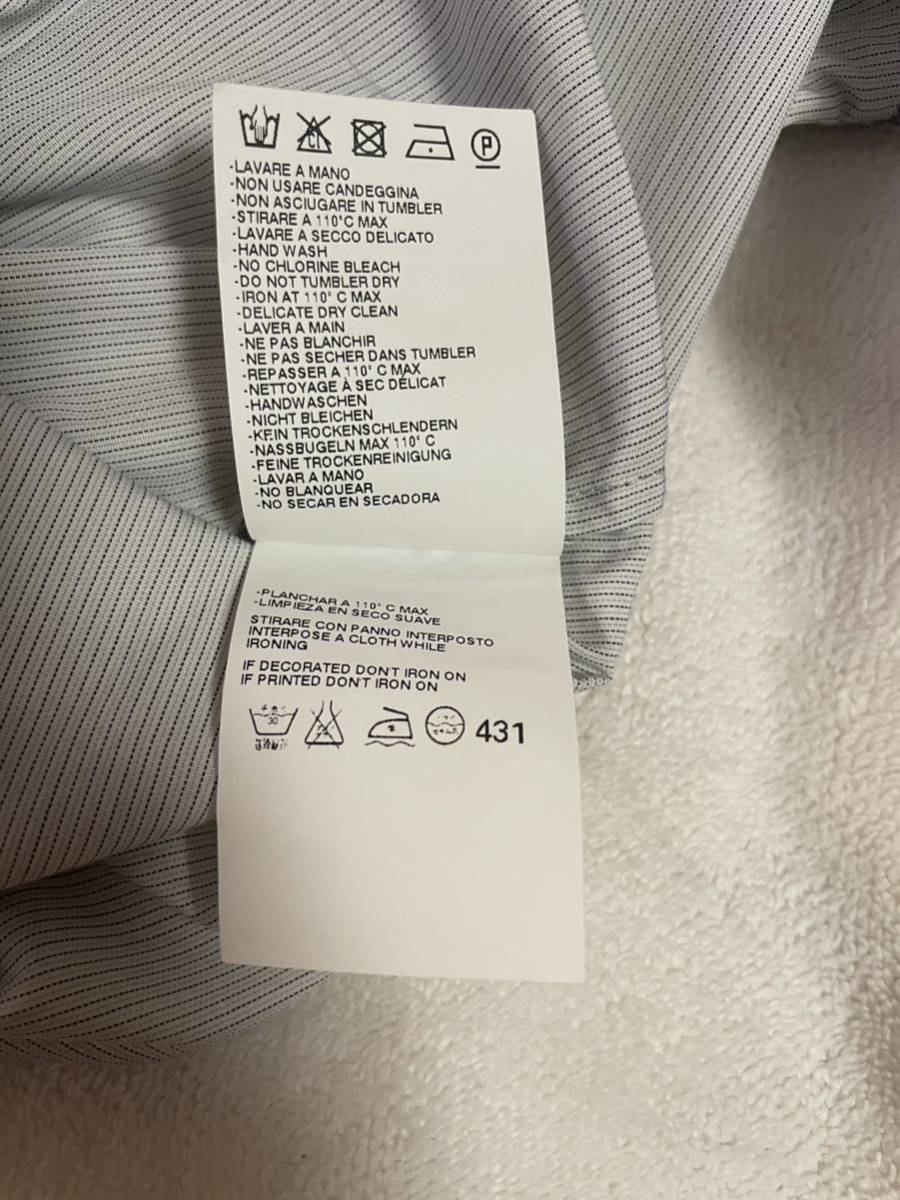 CL
P
-LAVARE A MANO
-NON USARE CANDEGGINA
-NON ASCIUGARE IN TUMBLER
-STIRARE A 110°C MAX
-LAVARE A SECCO DELICATO
-HAND WASH
-NO CHLORINE BLEACH
-DO NOT TUMBLER DRY
-IRON AT 110° C MAX
-DELICATE DRY CLEAN
-LAVER A MAIN
-NE PAS BLANCHIR
-NE PAS SECHER DANS TUMBLER
-REPASSER A 110° C MAX
-NETTOYAGE À SEC DÉLICAT
-HANDWASCHEN
-NICHT BLEICHEN
-KEIN TROCKENSCHLENDERN
-NASSBUGELN MAX 110° C
-FEINE TROCKENREINIGUNG
-LAVAR A MANO
-NO BLANQUEAR
-NO SECAR EN SECADORA
-PLANCHAR A 110° C MAX
-LIMPIEZA EN SECO SUAVE
STIRARE CON PANNO INTERPOSTO
INTERPOSE A CLOTH WHILE
IRONING
IF DECORATED DON'T IRON ON
IF PRINTED DON'T IRON ON
30
431